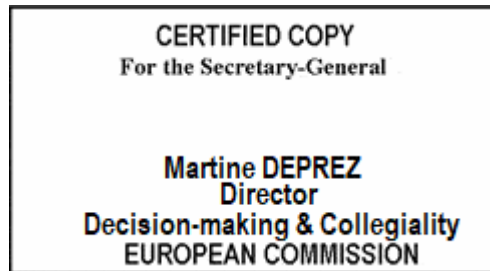 CERTIFIED COPY
For the Secretary-General
Martine DEPREZ
Director
Decision-making & Collegiality
EUROPEAN COMMISSION